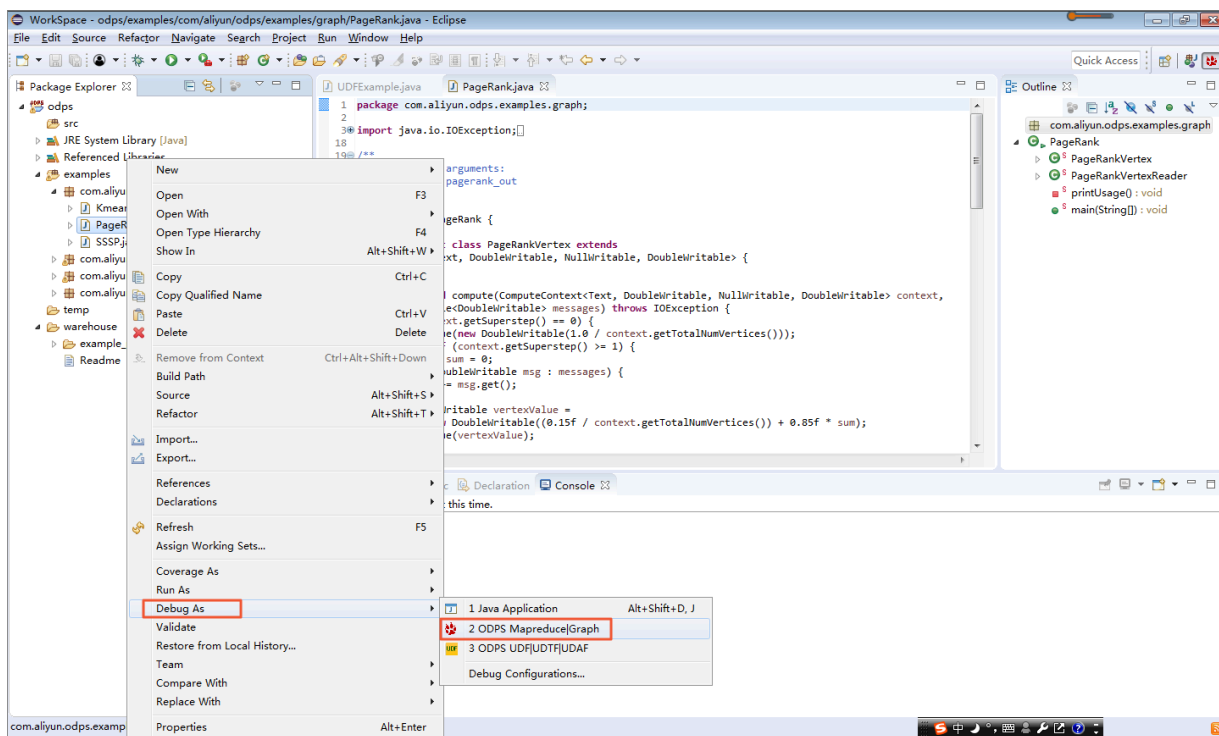 WorkSpace - odps/examples/com/aliyun/odps/examples/graph/PageRank.java - Eclipse
File Edit Source Refactor Navigate Search Project Run Window Help
Quick Access
Package Explorer
odps
src
JRE System Library [Java]
Referenced Libraries
examples
com.aliyu
Kmear
PageR
SSSP.j
com.aliyu
com.aliyu
com.aliyu
temp
warehouse
example_
Readme
New
Open F3
Open With
Open Type Hierarchy F4
Show In Alt+Shift+W
Copy Ctrl+C
Copy Qualified Name
Paste Ctrl+V
Delete Delete
Remove from Context Ctrl+Alt+Shift+Down
Build Path
Source Alt+Shift+S
Refactor Alt+Shift+T
Import...
Export...
References
Declarations
Refresh F5
Assign Working Sets...
Coverage As
Run As
Debug As
Validate
Restore from Local History...
Team
Compare With
Replace With
Properties Alt+Enter
1 Java Application Alt+Shift+D, J
2 ODPS Mapreduce|Graph
UDF 3 ODPS UDF|UDTF|UDAF
Debug Configurations...
UDFExample.java PageRank.java
1 package com.aliyun.odps.examples.graph;
2
3 import java.io.IOException;
18
19 /**
arguments:
pagerank_out
geRank {
class PageRankVertex extends
xt, DoubleWritable, NullWritable, DoubleWritable> {
compute(ComputeContext<Text, DoubleWritable, NullWritable, DoubleWritable> context,
e<DoubleWritable> messages) throws IOException {
xt.getSuperstep() == 0) {
ue(new DoubleWritable(1.0 / context.getTotalNumVertices()));
f (context.getSuperstep() >= 1) {
sum = 0;
oubleWritable msg : messages) {
= msg.get();
Writable vertexValue =
DoubleWritable((0.15f / context.getTotalNumVertices()) + 0.85f * sum);
ue(vertexValue);
Declaration Console
this time.
Outline
com.aliyun.odps.examples.graph
PageRank
PageRankVertex
PageRankVertexReader
printUsage() : void
main(String[]) : void
com.aliyun.odps.examp
中